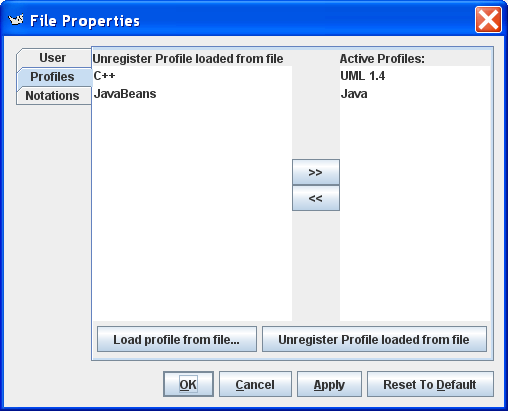 File Properties
User
Profiles
Notations
Unregister Profile loaded from file
C++
JavaBeans
>>
<<
Active Profiles:
UML 1.4
Java
Load profile from file...
Unregister Profile loaded from file
OK
Cancel
Apply
Reset To Default